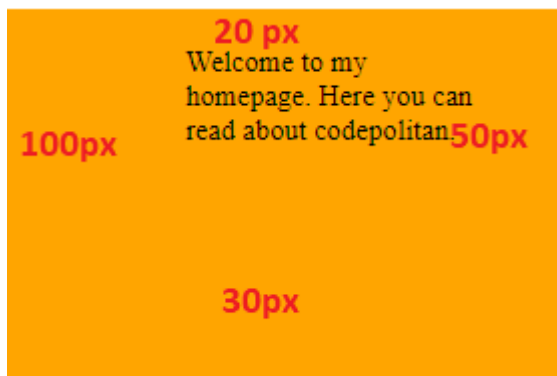 20 px
Welcome to my
homepage. Here you can
read about codepolitan.
100px
50px
30px